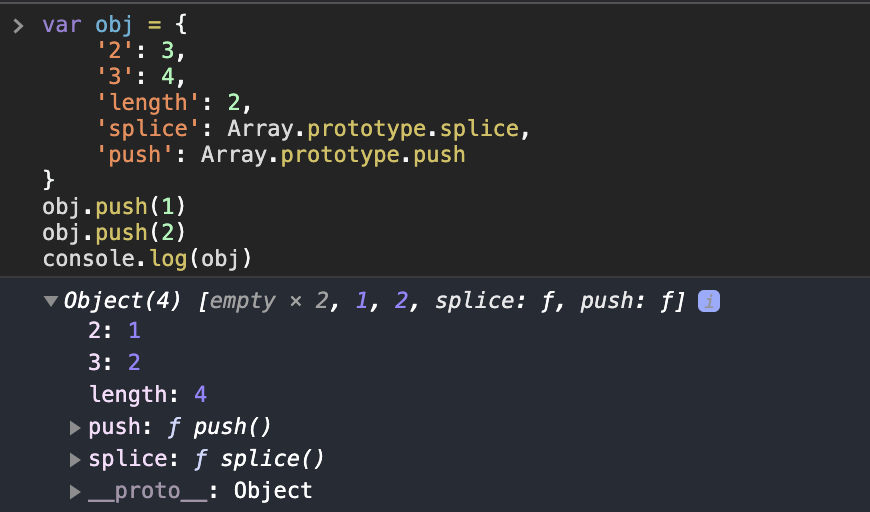 > var obj = {
    '2': 3,
    '3': 4,
    'length': 2,
    'splice': Array.prototype.splice,
    'push': Array.prototype.push
}
obj.push(1)
obj.push(2)
console.log(obj)
▼Object(4) [empty × 2, 1, 2, splice: ƒ, push: ƒ] i
2: 1
3: 2
length: 4
▶ push: ƒ push()
▶ splice: ƒ splice()
▶ __proto__: Object